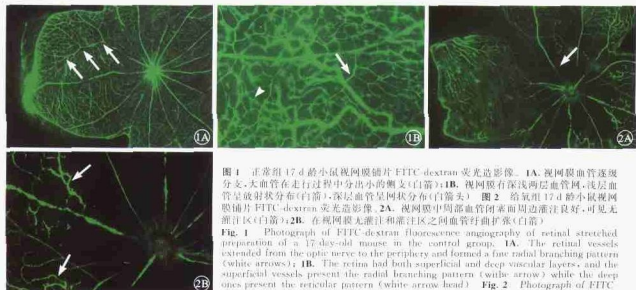 1A
1B
2A
2B
图 1 正常组 17 d 龄小鼠视网膜铺片 FITC-dextran 荧光造影像。1A. 视网膜血管逐级
分支,大血管在走行过程中分出小的侧支(白箭);1B. 视网膜有深浅两层血管网,浅层血
管呈放射状分布(白箭),深层血管呈网状分布(白箭头) 图 2 给氧组 17 d 龄小鼠视网
膜铺片 FITC-dextran 荧光造影像。2A. 视网膜中周部血管闭塞而周边灌注良好,可见无
灌注区(白箭);2B. 在视网膜无灌注和灌注区之间血管纡曲扩张(白箭)
Fig. 1 Photograph of FITC-dextran fluorescence angiography of retinal stretched
preparation of a 17-day-old mouse in the control group. 1A. The retinal vessels
extended from the optic nerve to the periphery and formed a fine radial branching pattern
(white arrows); 1B. The retina had both superficial and deep vascular layers, and the
superficial vessels present the radial branching pattern (withe arrow) while the deep
ones present the reticular pattern (white arrow head) Fig. 2 Photograph of FITC